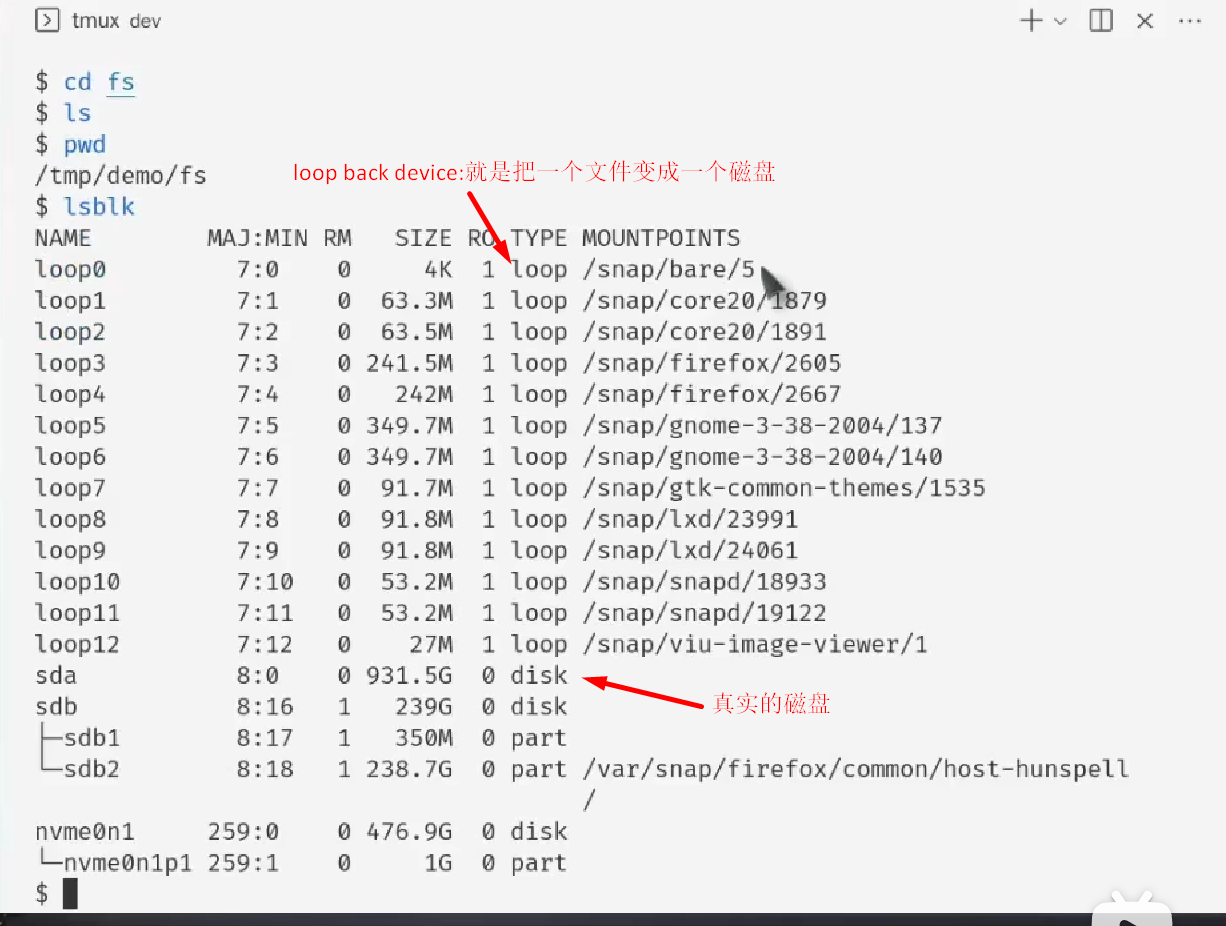 tmux dev
$ cd fs
$ ls
$ pwd
/tmp/demo/fs
loop back device:就是把一个文件变成一个磁盘
$ lsblk
NAME MAJ:MIN RM SIZE RO TYPE MOUNTPOINTS
loop0 7:0 0 4K 1 loop /snap/bare/5
loop1 7:1 0 63.3M 1 loop /snap/core20/1879
loop2 7:2 0 63.5M 1 loop /snap/core20/1891
loop3 7:3 0 241.5M 1 loop /snap/firefox/2605
loop4 7:4 0 242M 1 loop /snap/firefox/2667
loop5 7:5 0 349.7M 1 loop /snap/gnome-3-38-2004/137
loop6 7:6 0 349.7M 1 loop /snap/gnome-3-38-2004/140
loop7 7:7 0 91.7M 1 loop /snap/gtk-common-themes/1535
loop8 7:8 0 91.8M 1 loop /snap/lxd/23991
loop9 7:9 0 91.8M 1 loop /snap/lxd/24061
loop10 7:10 0 53.2M 1 loop /snap/snapd/18933
loop11 7:11 0 53.2M 1 loop /snap/snapd/19122
loop12 7:12 0 27M 1 loop /snap/viu-image-viewer/1
sda 8:0 0 931.5G 0 disk
真实的磁盘
sdb 8:16 1 239G 0 disk
├─sdb1 8:17 1 350M 0 part
└─sdb2 8:18 1 238.7G 0 part /var/snap/firefox/common/host-hunspell
/
nvme0n1 259:0 0 476.9G 0 disk
└─nvme0n1p1 259:1 0 1G 0 part
$